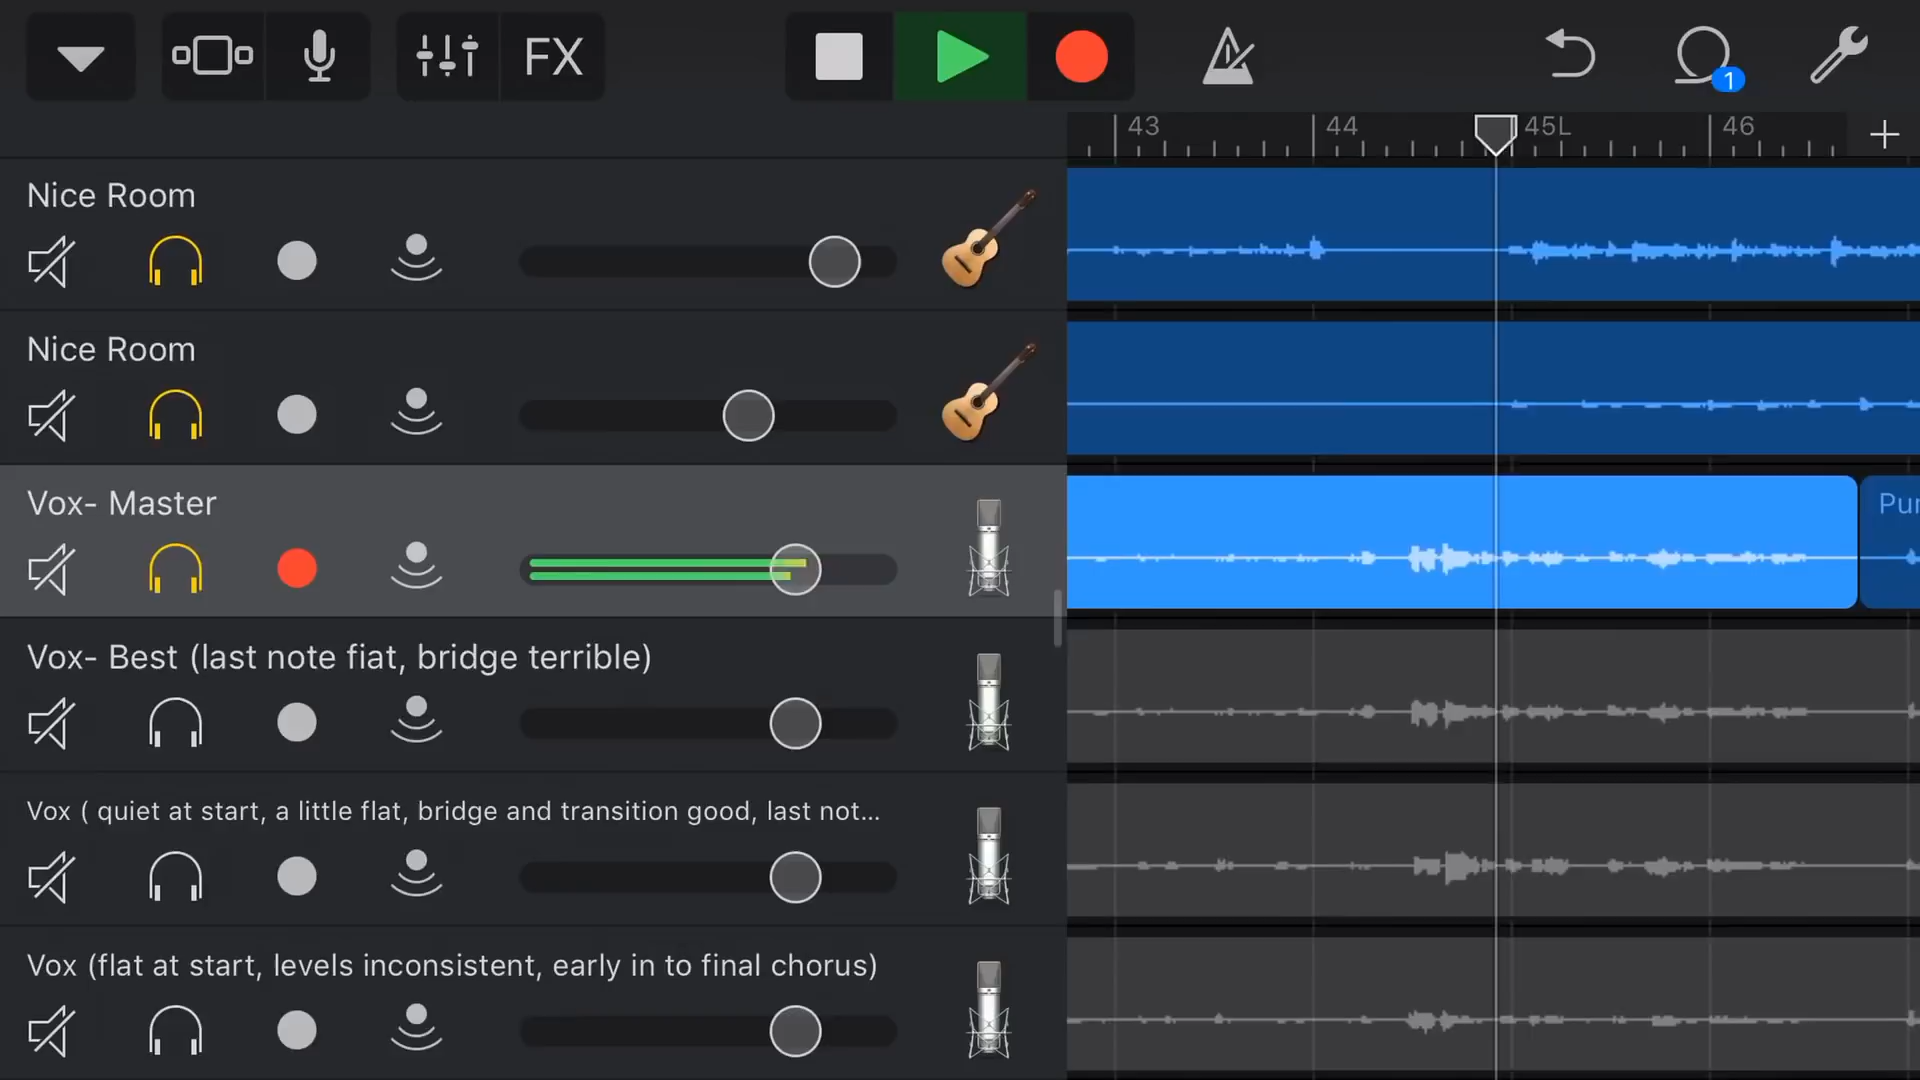 FX
1
43
44
45L
46
Nice Room
Nice Room
Vox- Master
Pur
Vox- Best (last note fiat, bridge terrible)
Vox ( quiet at start, a little flat, bridge and transition good, last not...
Vox (flat at start, levels inconsistent, early in to final chorus)